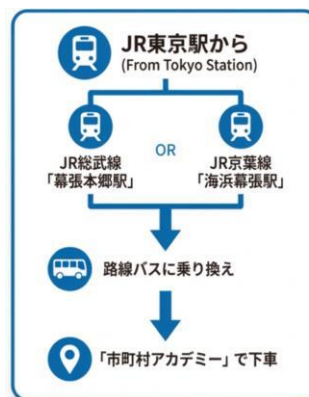 JR東京駅から
(From Tokyo Station)
JR総武線
「幕張本郷駅」
OR
JR京葉線
「海浜幕張駅」
路線バスに乗り換え
「市町村アカデミー」で下車